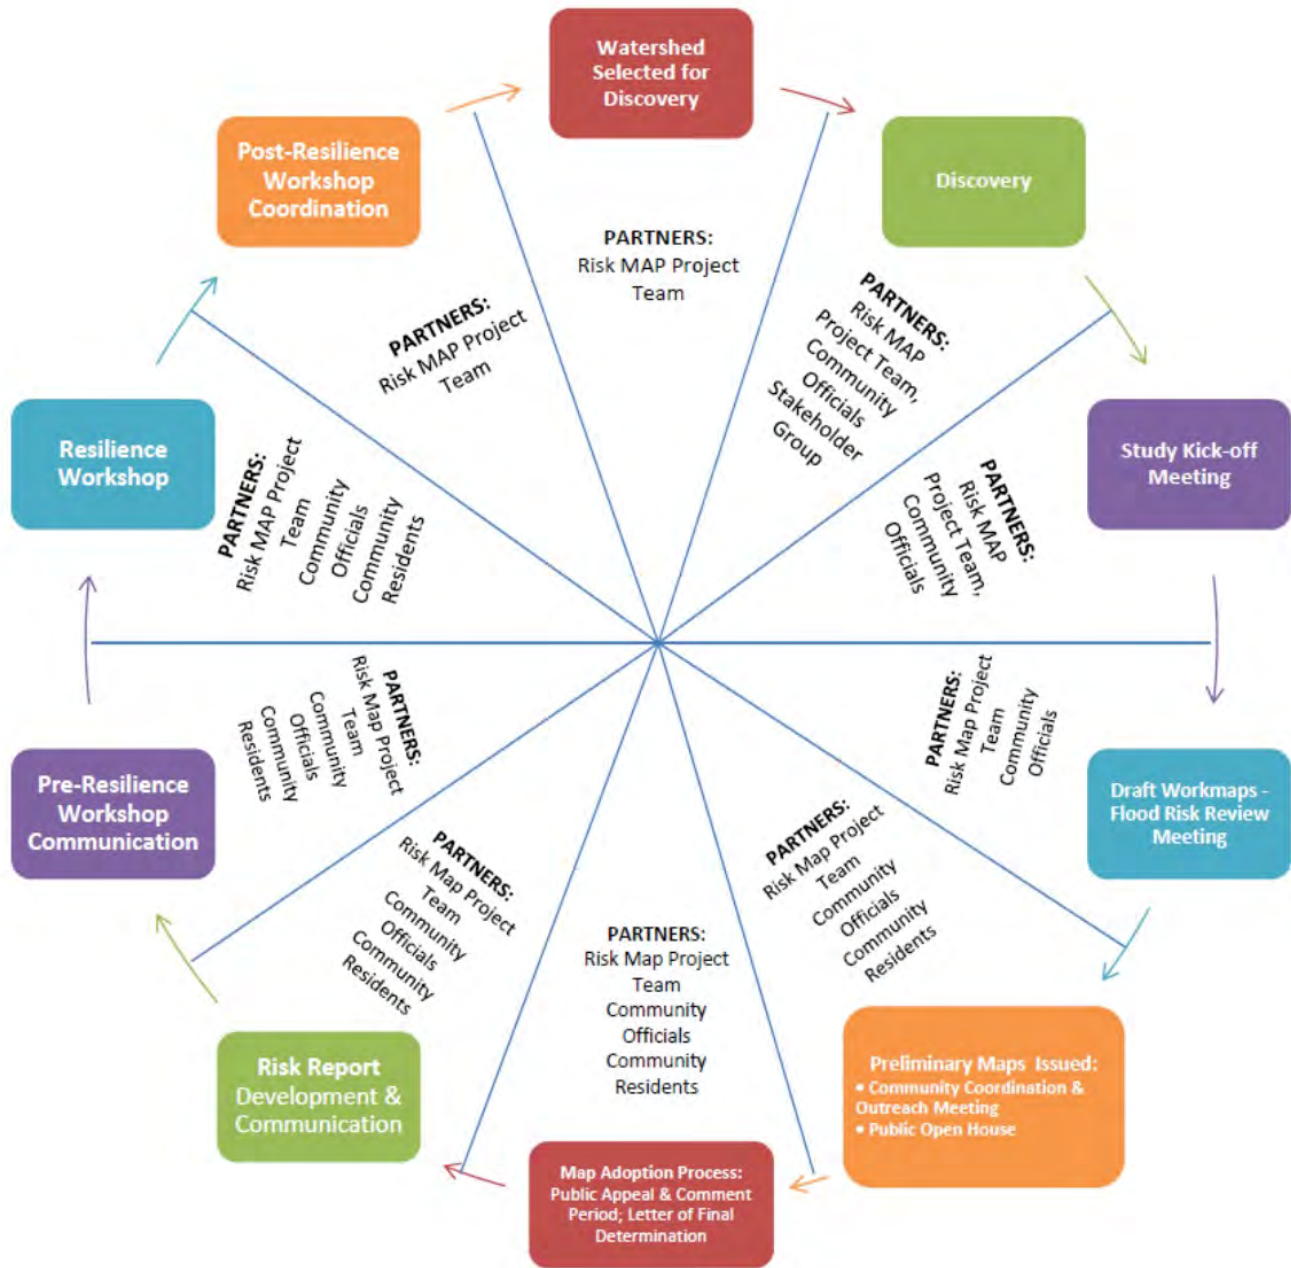 Watershed
Selected for
Discovery
PARTNERS:
Risk MAP Project
Team
Discovery
PARTNERS:
Risk MAP
Project Team,
Community
Officials
Stakeholder
Group
Study Kick-off
Meeting
PARTNERS:
Risk MAP
Project Team,
Community
Officials
Draft Workmaps -
Flood Risk Review
Meeting
PARTNERS:
Risk Map Project
Team
Community
Officials
Preliminary Maps Issued:
• Community Coordination &
Outreach Meeting
• Public Open House
PARTNERS:
Risk Map Project
Team
Community
Officials
Community
Residents
Map Adoption Process:
Public Appeal & Comment
Period; Letter of Final
Determination
PARTNERS:
Risk Map Project
Team
Community
Officials
Community
Residents
Risk Report
Development &
Communication
PARTNERS:
Risk Map Project
Team
Community
Officials
Community
Residents
Pre-Resilience
Workshop
Communication
PARTNERS:
Risk Map Project
Team
Community
Officials
Community
Residents
Resilience
Workshop
PARTNERS:
Risk MAP Project
Team
Community
Officials
Community
Residents
Post-Resilience
Workshop
Coordination
PARTNERS:
Risk MAP Project
Team